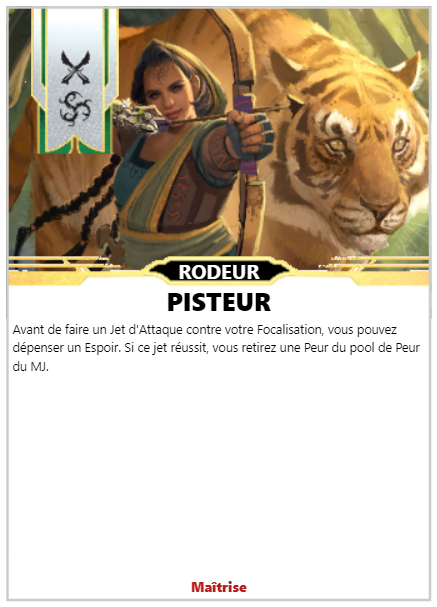 RODEUR
PISTEUR
Avant de faire un Jet d'Attaque contre votre Focalisation, vous pouvez
dépenser un Espoir. Si ce jet réussit, vous retirez une Peur du pool de Peur
du MJ.
Maîtrise